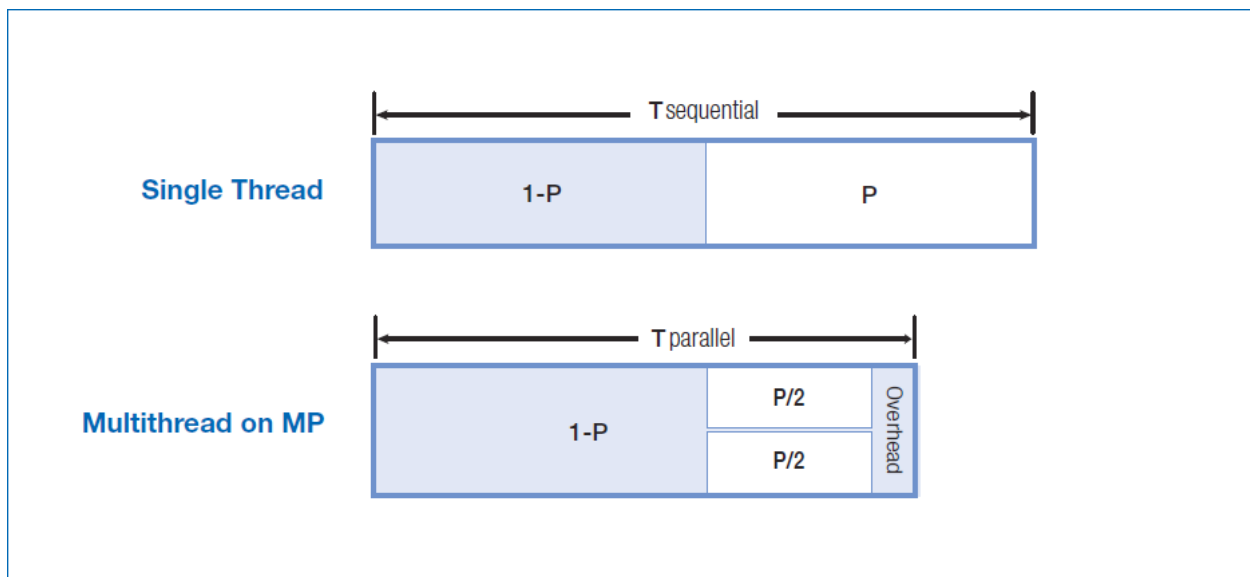 T sequential
Single Thread
1-P
P
T parallel
Multithread on MP
1-P
P/2
P/2
Overhead